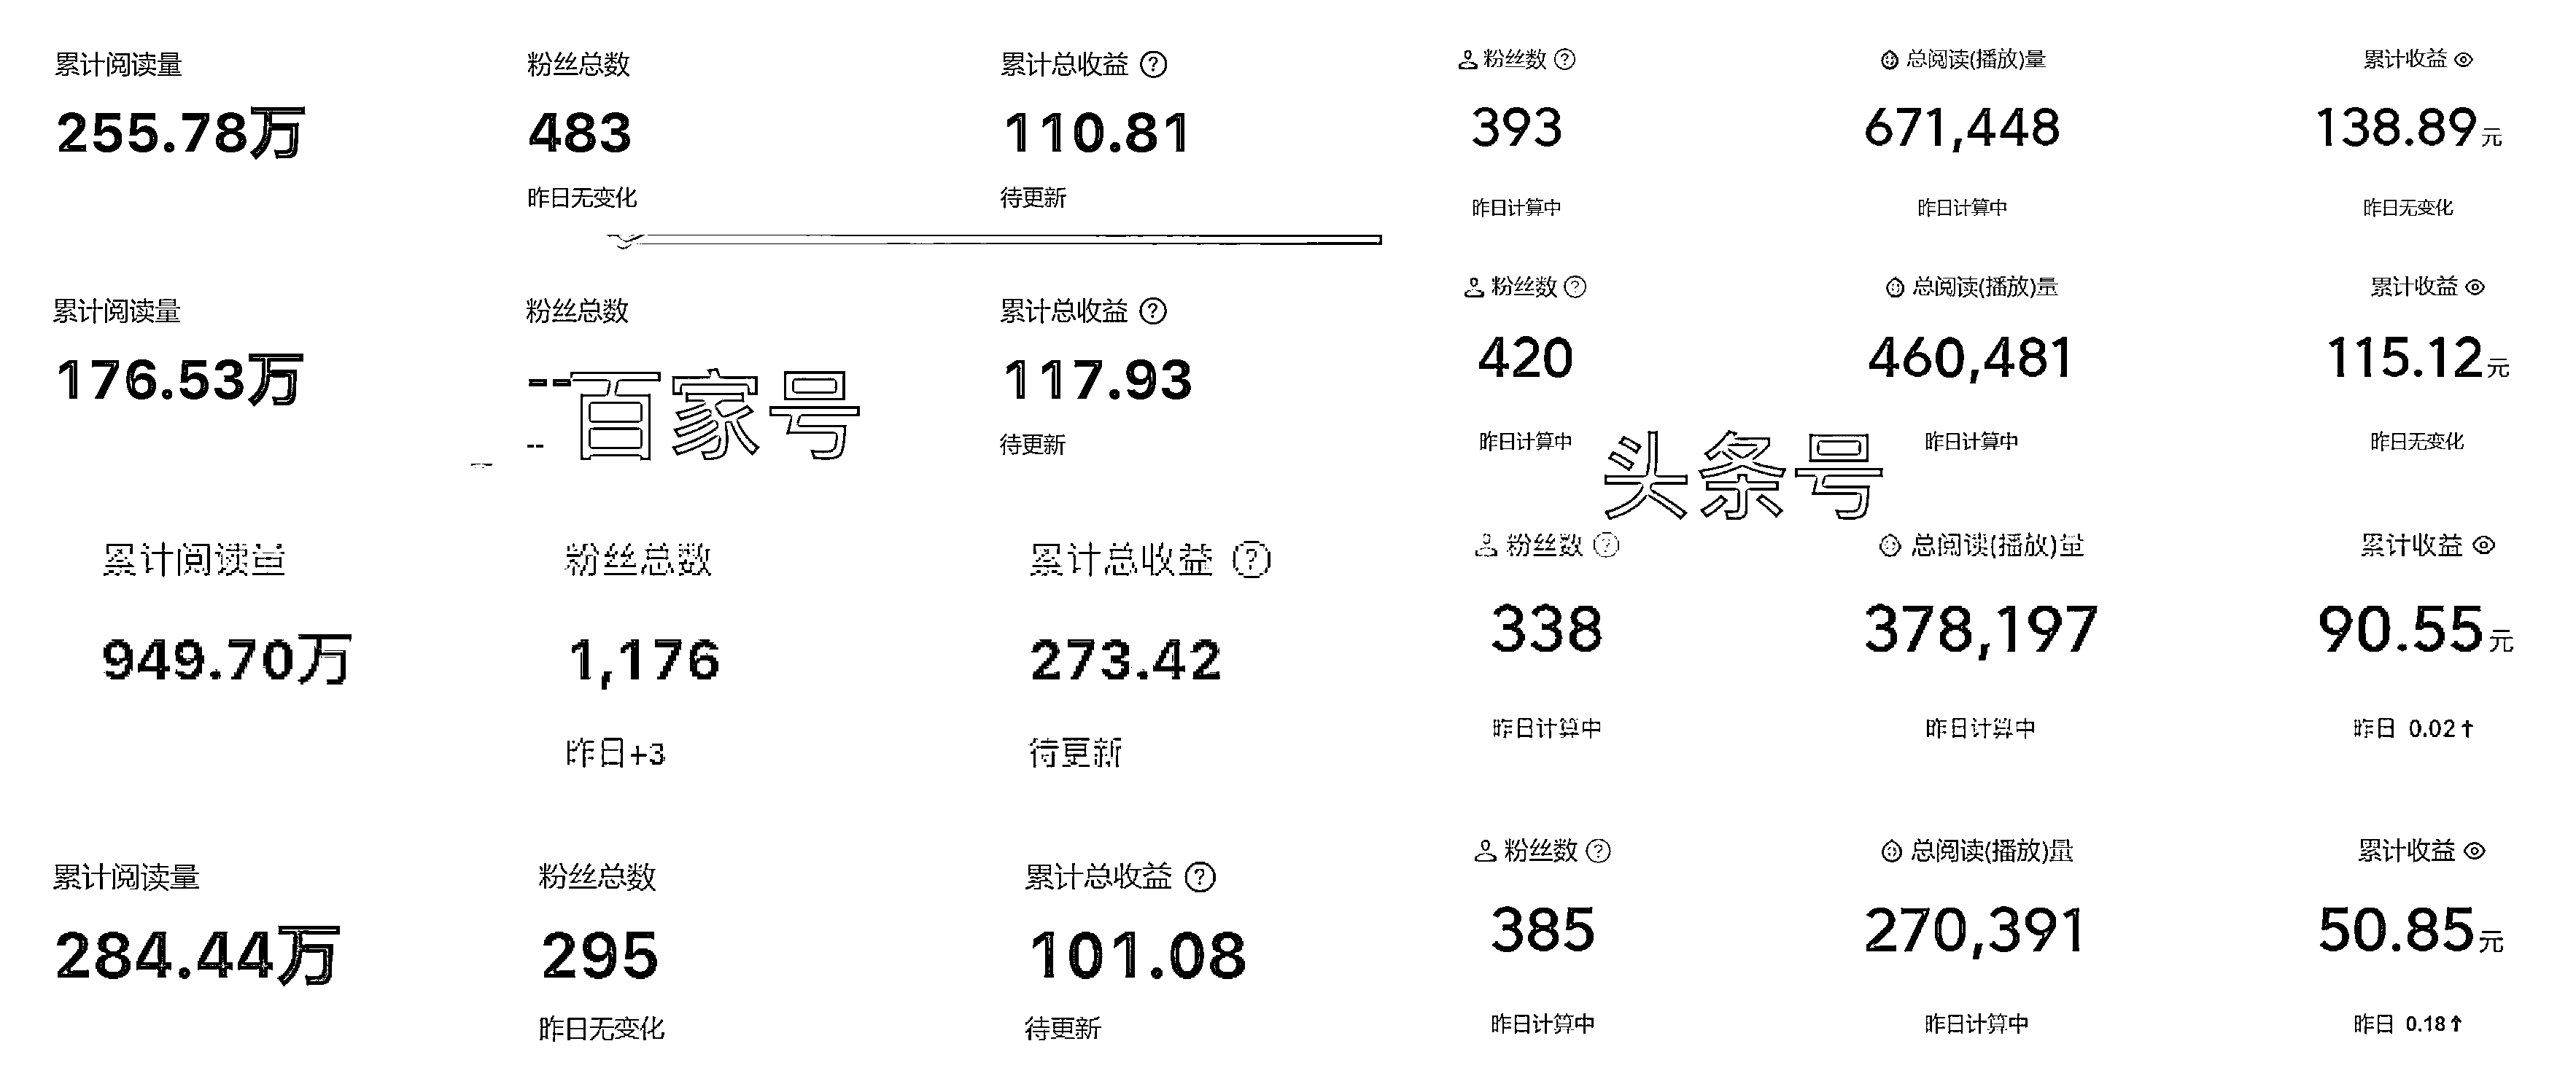 累计阅读量
255.78万
粉丝总数
483
昨日无变化
累计总收益 ?
110.81
待更新
累计阅读量
176.53万
粉丝总数
--
--
累计总收益 ?
117.93
待更新
百家号
累计阅读量
949.70万
粉丝总数
1,176
昨日+3
累计总收益 ?
273.42
待更新
累计阅读量
284.44万
粉丝总数
295
昨日无变化
累计总收益 ?
101.08
待更新
粉丝数 ?
393
昨日计算中
总阅读(播放)量
671,448
昨日计算中
累计收益
138.89元
昨日无变化
粉丝数 ?
420
昨日计算中
总阅读(播放)量
460,481
昨日计算中
累计收益
115.12元
昨日无变化
头条号
粉丝数 ?
338
昨日计算中
总阅读(播放)量
378,197
昨日计算中
累计收益
90.55元
昨日 0.02↑
粉丝数 ?
385
昨日计算中
总阅读(播放)量
270,391
昨日计算中
累计收益
50.85元
昨日 0.18↑